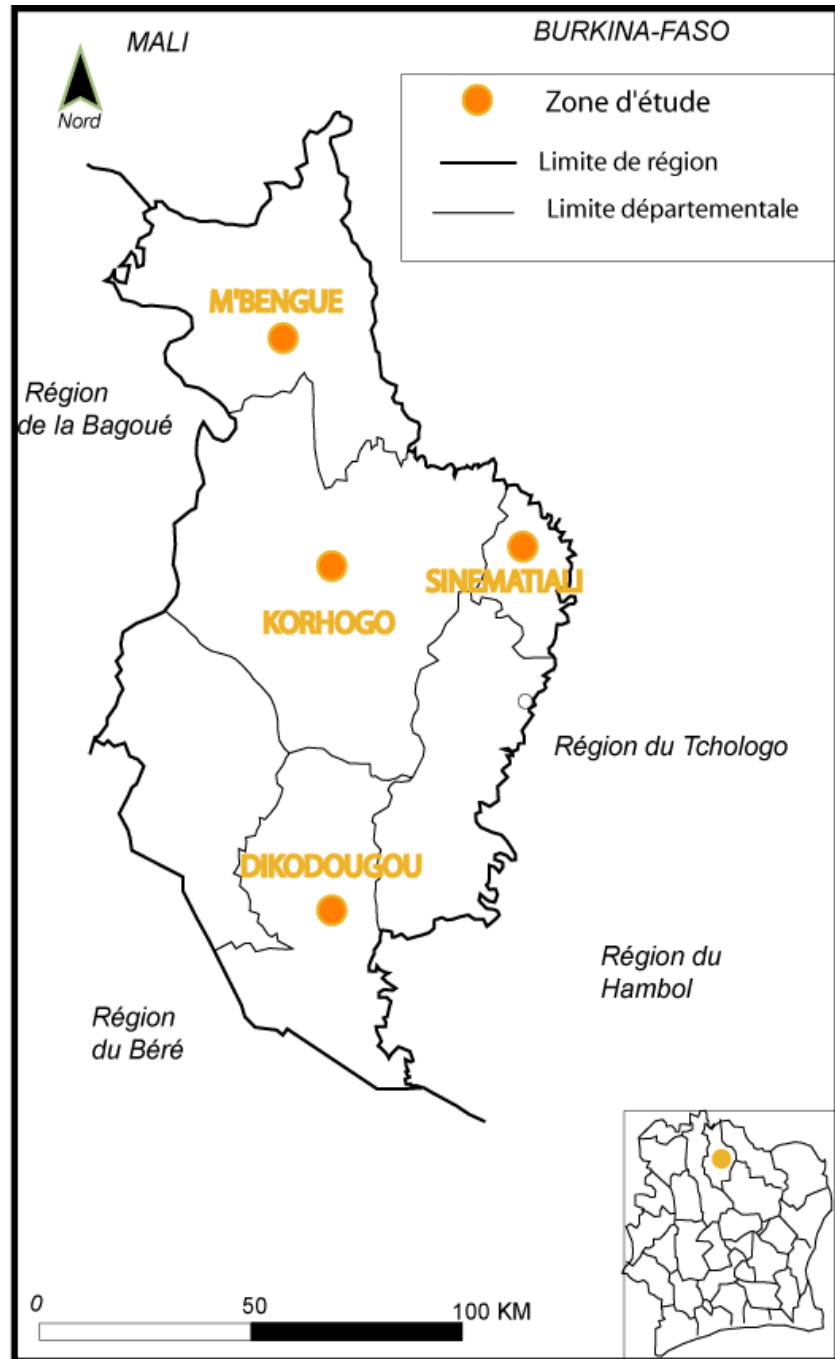 MALI
BURKINA-FASO
Nord
Zone d'étude
Limite de région
Limite départementale
M'BENGUE
Région
de la Bagoué
SINEMATIALI
KORHOGO
Région du Tchologo
DIKODOUGOU
Région du
Hambol
Région
du Béré
0 50 100 KM